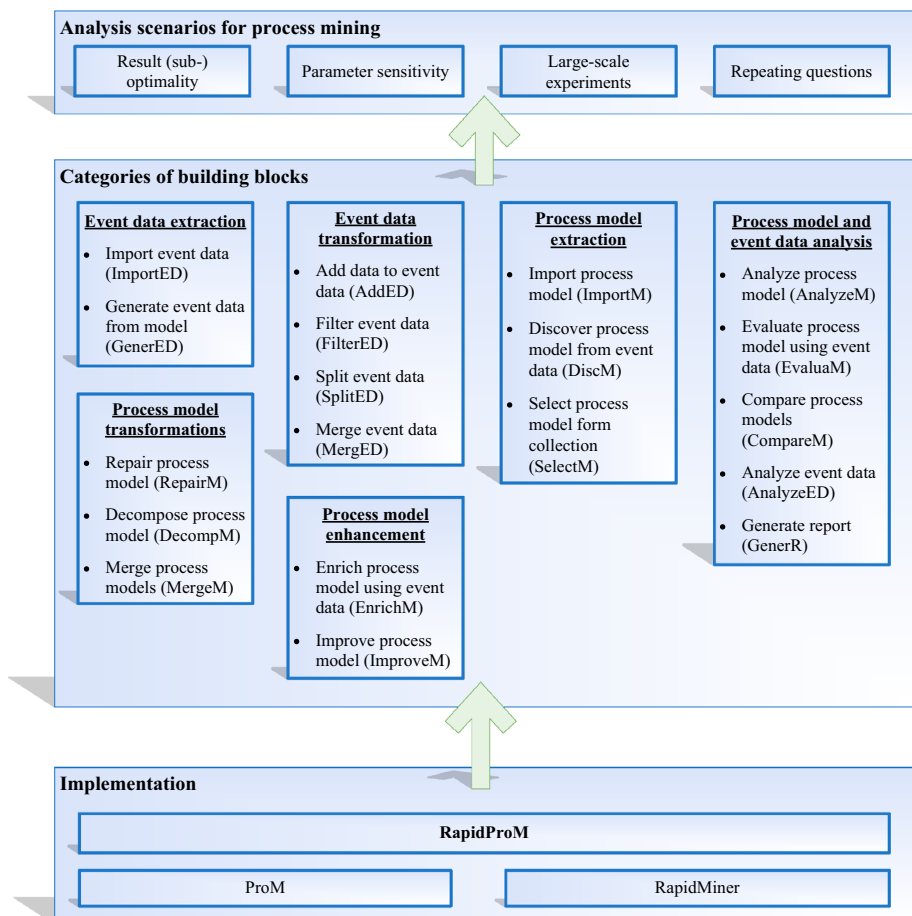 Analysis scenarios for process mining
Result (sub-)
optimality
Parameter sensitivity
Large-scale
experiments
Repeating questions
Categories of building blocks
Event data extraction
• Import event data
(ImportED)
• Generate event data
from model
(GenerED)
Process model
transformations
• Repair process
model (RepairM)
• Decompose process
model (DecompM)
• Merge process
models (MergeM)
Event data
transformation
• Add data to event
data (AddED)
• Filter event data
(FilterED)
• Split event data
(SplitED)
• Merge event data
(MergED)
Process model
enhancement
• Enrich process
model using event
data (EnrichM)
• Improve process
model (ImproveM)
Process model
extraction
• Import process
model (ImportM)
• Discover process
model from event
data (DiscM)
• Select process
model form
collection
(SelectM)
Process model and
event data analysis
• Analyze process
model (AnalyzeM)
• Evaluate process
model using event
data (EvaluaM)
• Compare process
models
(CompareM)
• Analyze event data
(AnalyzeED)
• Generate report
(GenerR)
Implementation
RapidProM
ProM
RapidMiner